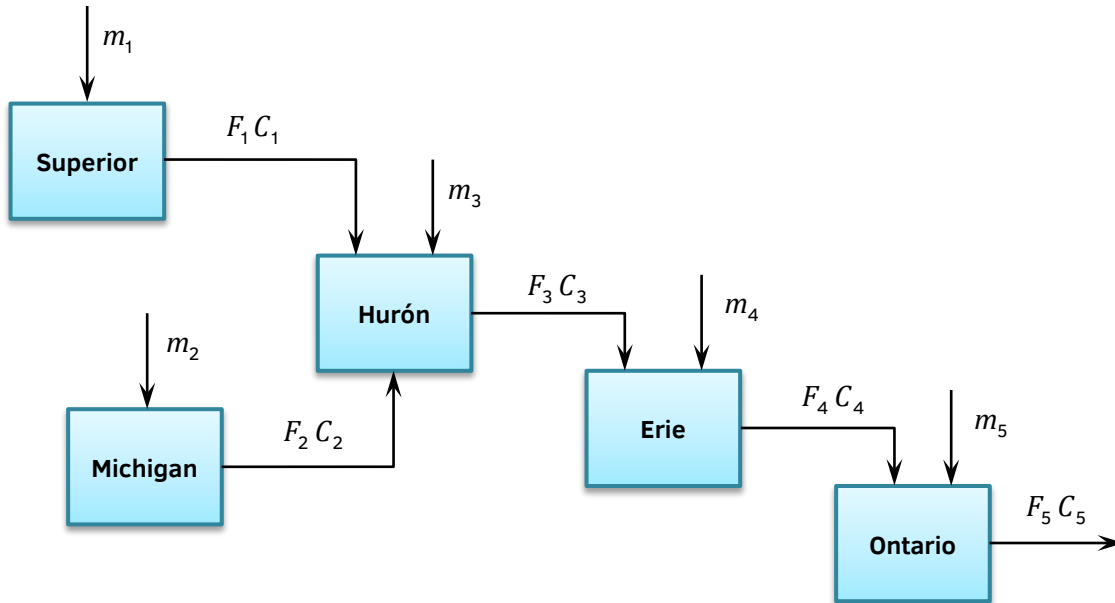 m₁
Superior
F₁ C₁
m₃
Hurón
F₃ C₃
m₄
m₂
Michigan
F₂ C₂
Erie
F₄ C₄
m₅
Ontario
F₅ C₅